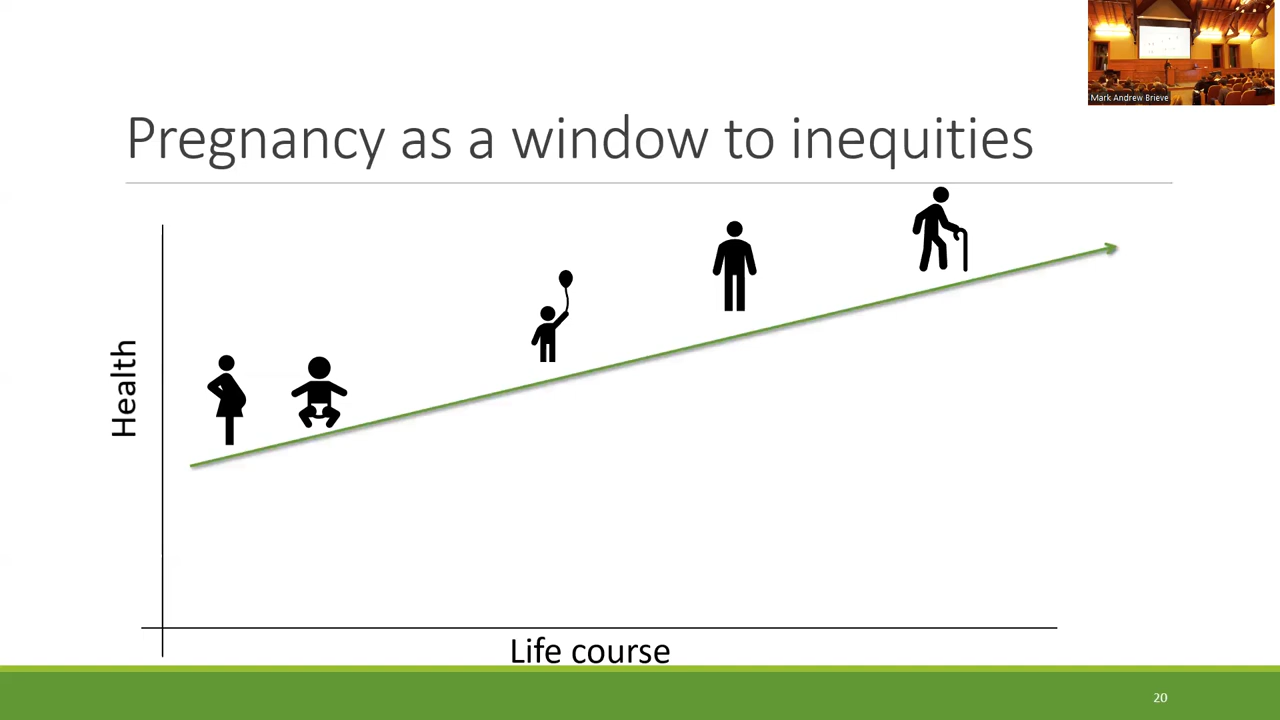 Mark Andrew Brieve
Pregnancy as a window to inequities
Health
Life course
20